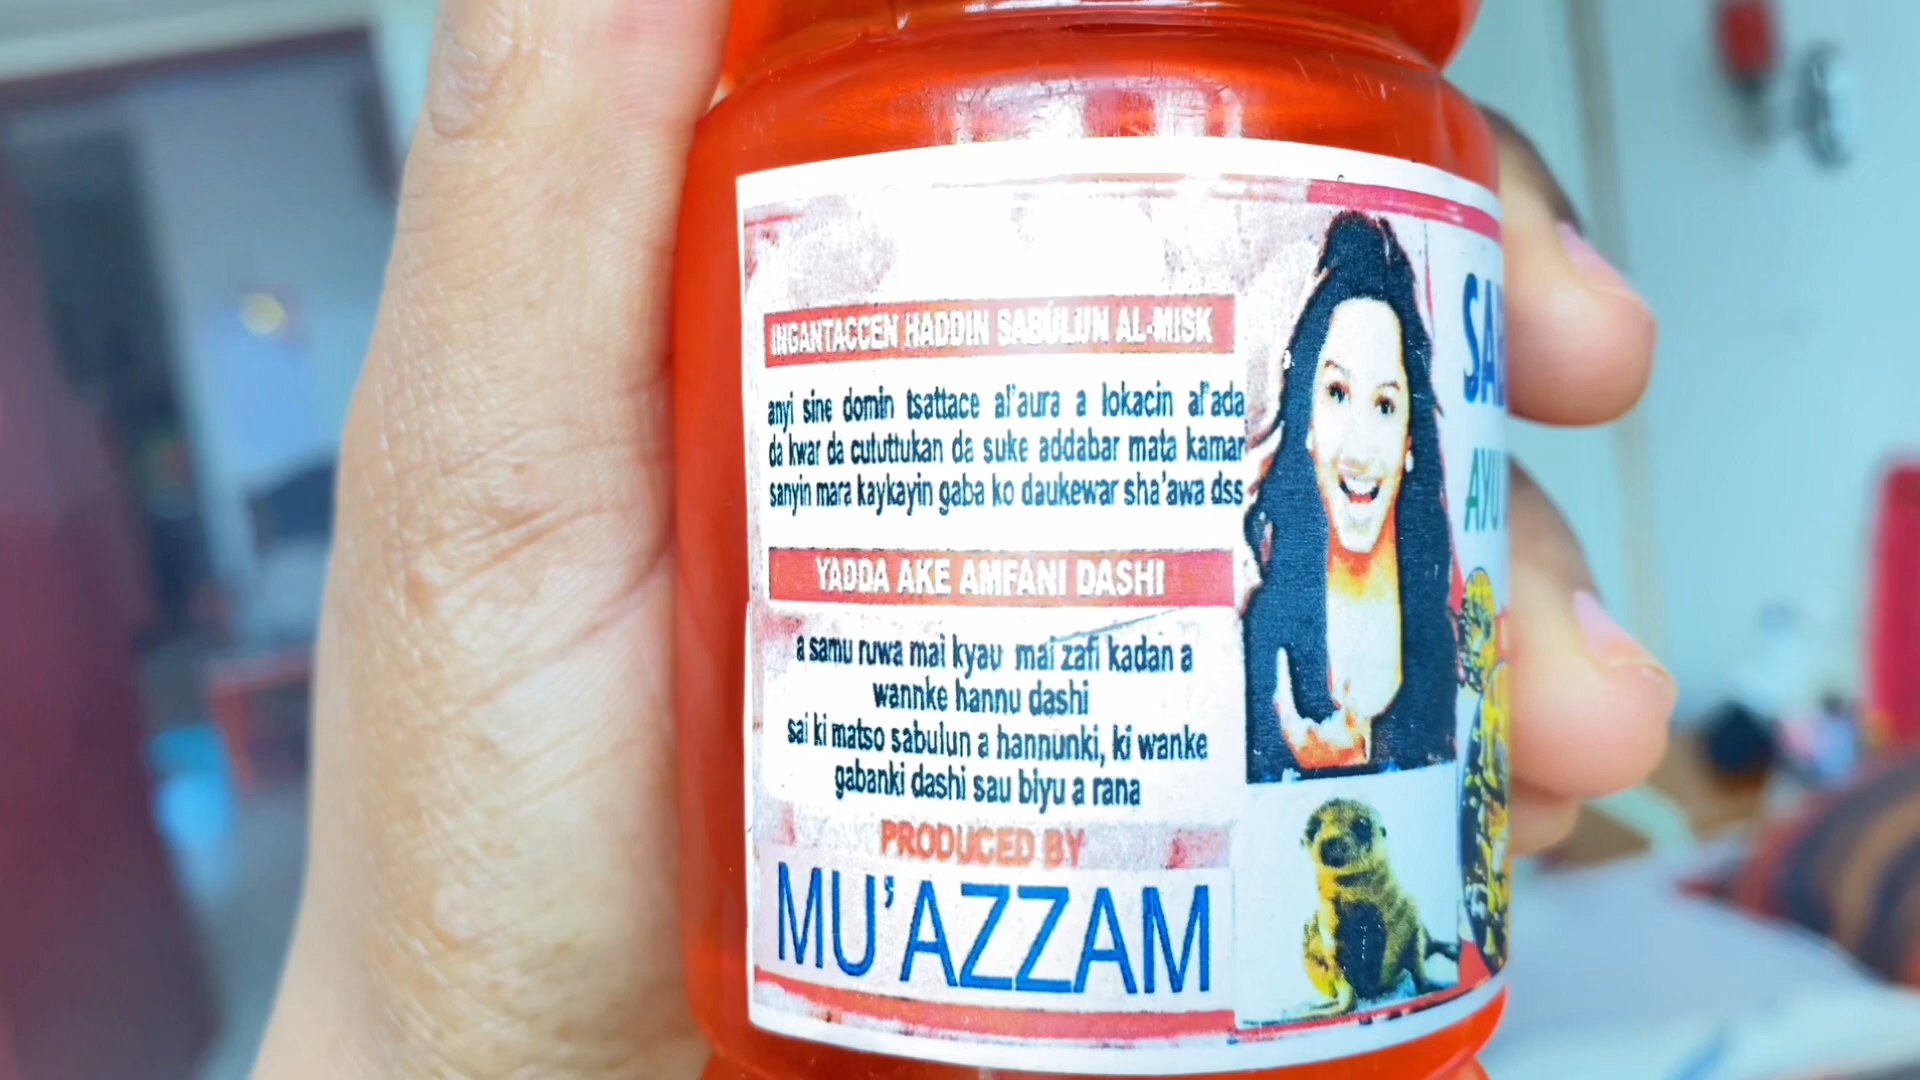 INGANTACCEN HADDIN SABULUN AL-MISK
anyi sine domin tsattace al'aura a lokacin al'ada
da kwar da cututtukan da suke addabar mata kamar
sanyin mara kaykayin gaba ko daukewar sha'awa dss
YADDA AKE AMFANI DASHI
a samu ruwa mai kyau mai zafi kadan a
wannke hannu dashi
sai ki matso sabulun a hannunki, ki wanke
gabanki dashi sau biyu a rana
PRODUCED BY
MU'AZZAM